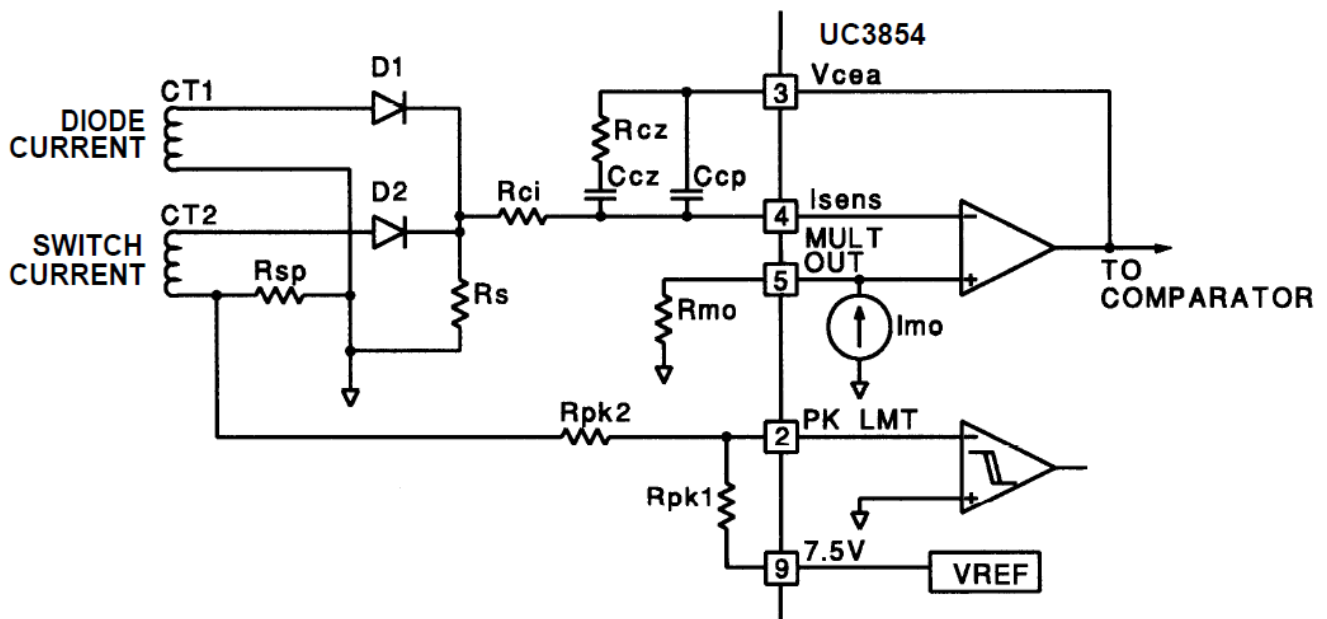 UC3854
CT1
D1
3
Vcea
DIODE
CURRENT
Rcz
Ccz
Ccp
D2
Rci
4
Isens
CT2
MULT
OUT
SWITCH
CURRENT
Rsp
Rs
5
Rmo
Imo
TO
COMPARATOR
Rpk2
2
PK LMT
Rpk1
9
7.5V
VREF
-
+
-
+